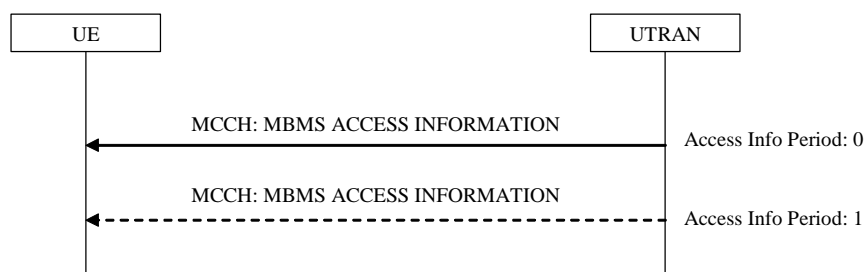 UE
UTRAN
MCCH: MBMS ACCESS INFORMATION
Access Info Period: 0
MCCH: MBMS ACCESS INFORMATION
Access Info Period: 1